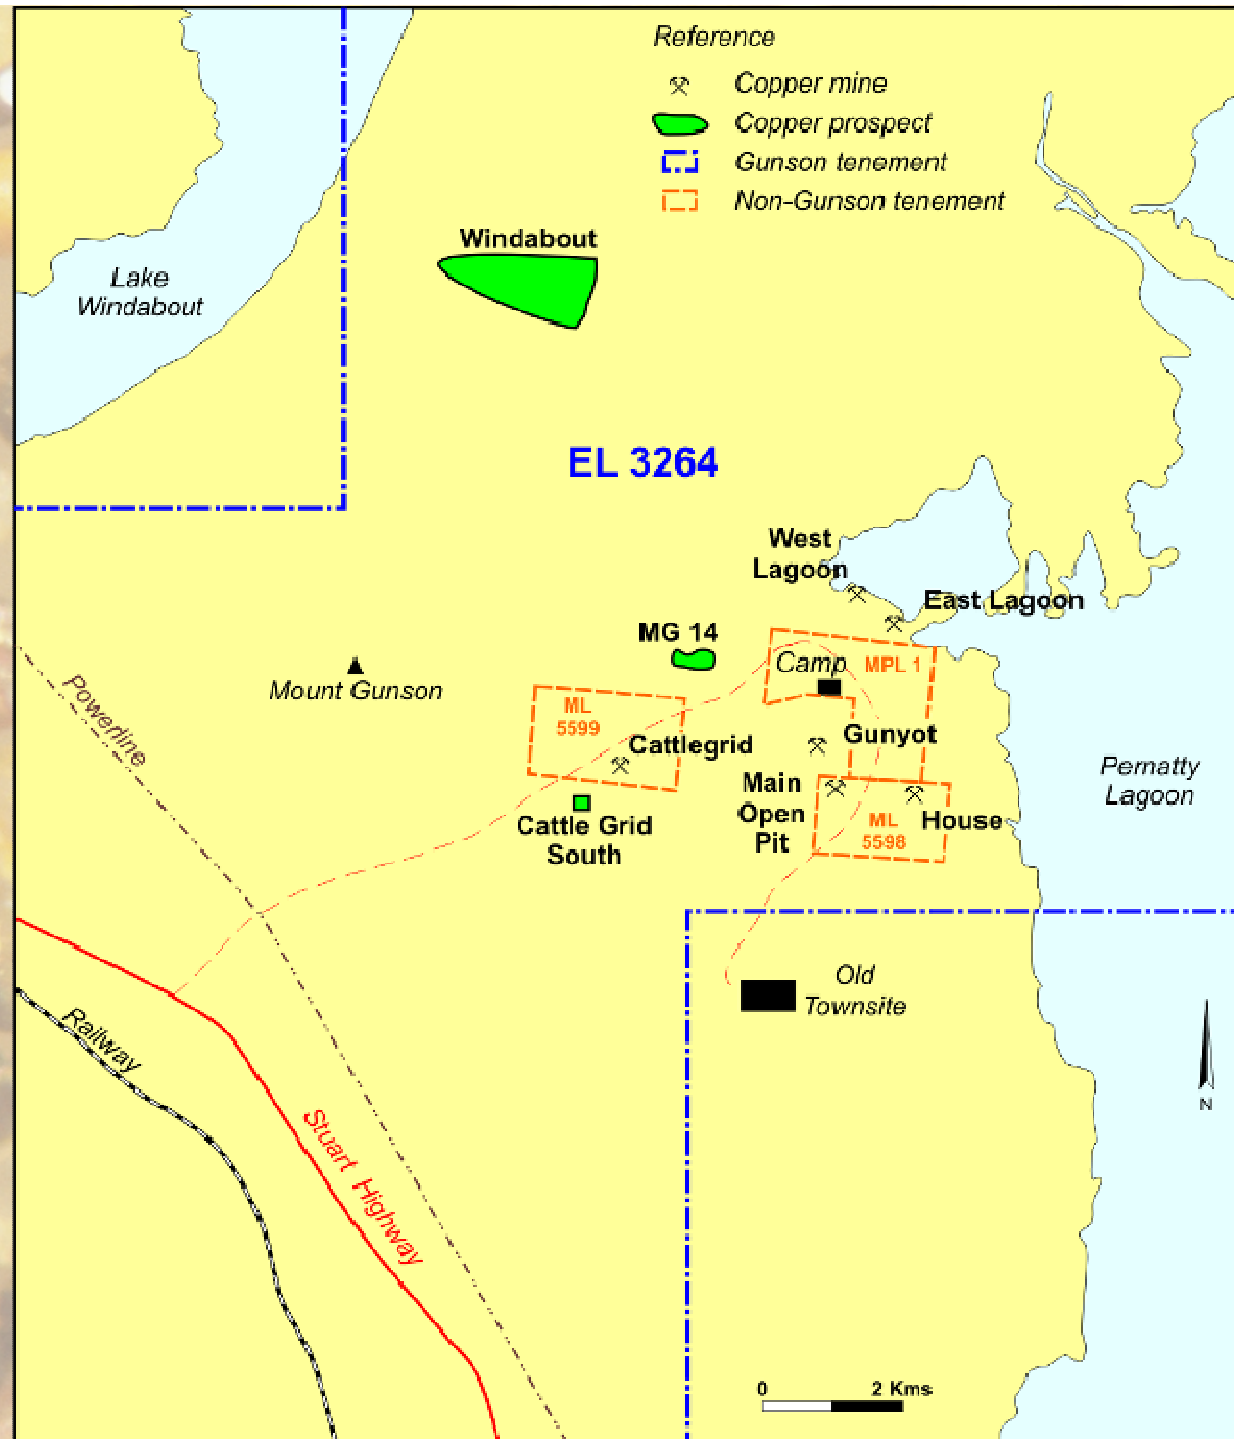 Reference
Copper mine
Copper prospect
Gunson tenement
Non-Gunson tenement
Windabout
Lake
Windabout
EL 3264
West
Lagoon
East Lagoon
MG 14
Camp
MPL 1
Mount Gunson
Powerline
ML
5599
Cattlegrid
Gunyot
Main
Open
Pit
Pernatty
Lagoon
Cattle Grid
South
ML
5598
House
Old
Townsite
Railway
Stuart Highway
N
0 2 Kms